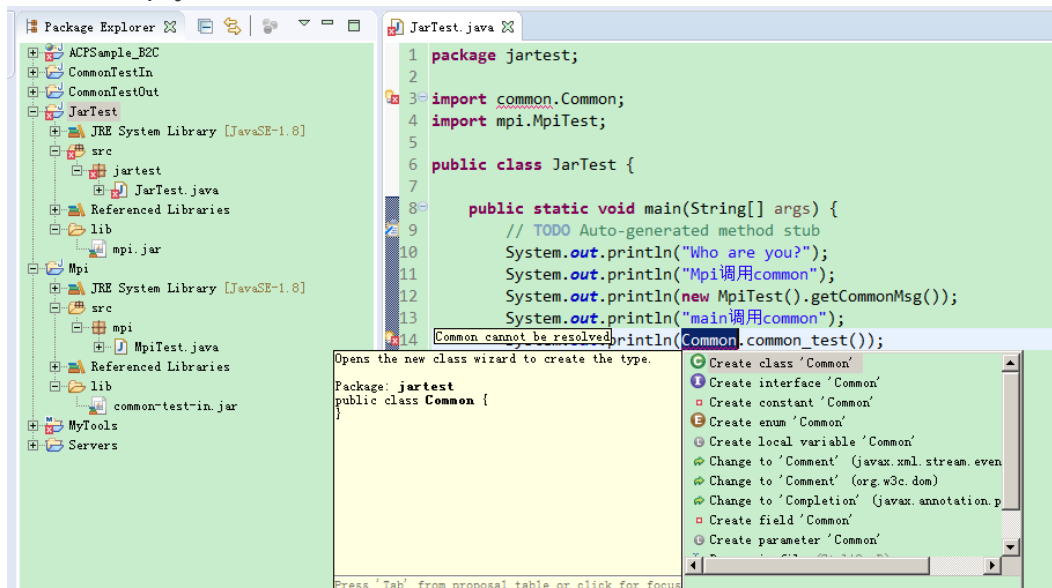 Package Explorer
JarTest.java
ACPSample_B2C
CommonTestIn
CommonTestOut
JarTest
JRE System Library [JavaSE-1.8]
src
jartest
JarTest.java
Referenced Libraries
lib
mpi.jar
Mpi
JRE System Library [JavaSE-1.8]
src
mpi
MpiTest.java
Referenced Libraries
lib
common-test-in.jar
MyTools
Servers
1 package jartest;
2
3 import common.Common;
4 import mpi.MpiTest;
5
6 public class JarTest {
7
8 public static void main(String[] args) {
9 // TODO Auto-generated method stub
10 System.out.println("Who are you?");
11 System.out.println("Mpi调用common");
12 System.out.println(new MpiTest().getCommonMsg());
13 System.out.println("main调用common");
14 println(Common.common_test());
Common cannot be resolved
Opens the new class wizard to create the type.
Package: jartest
public class Common {
}
Create class 'Common'
Create interface 'Common'
Create constant 'Common'
Create enum 'Common'
Create local variable 'Common'
Change to 'Comment' (javax.xml.stream.even
Change to 'Comment' (org.w3c.dom)
Change to 'Completion' (javax.annotation.p
Create field 'Common'
Create parameter 'Common'
Press 'Tab' from proposal table or click for focus